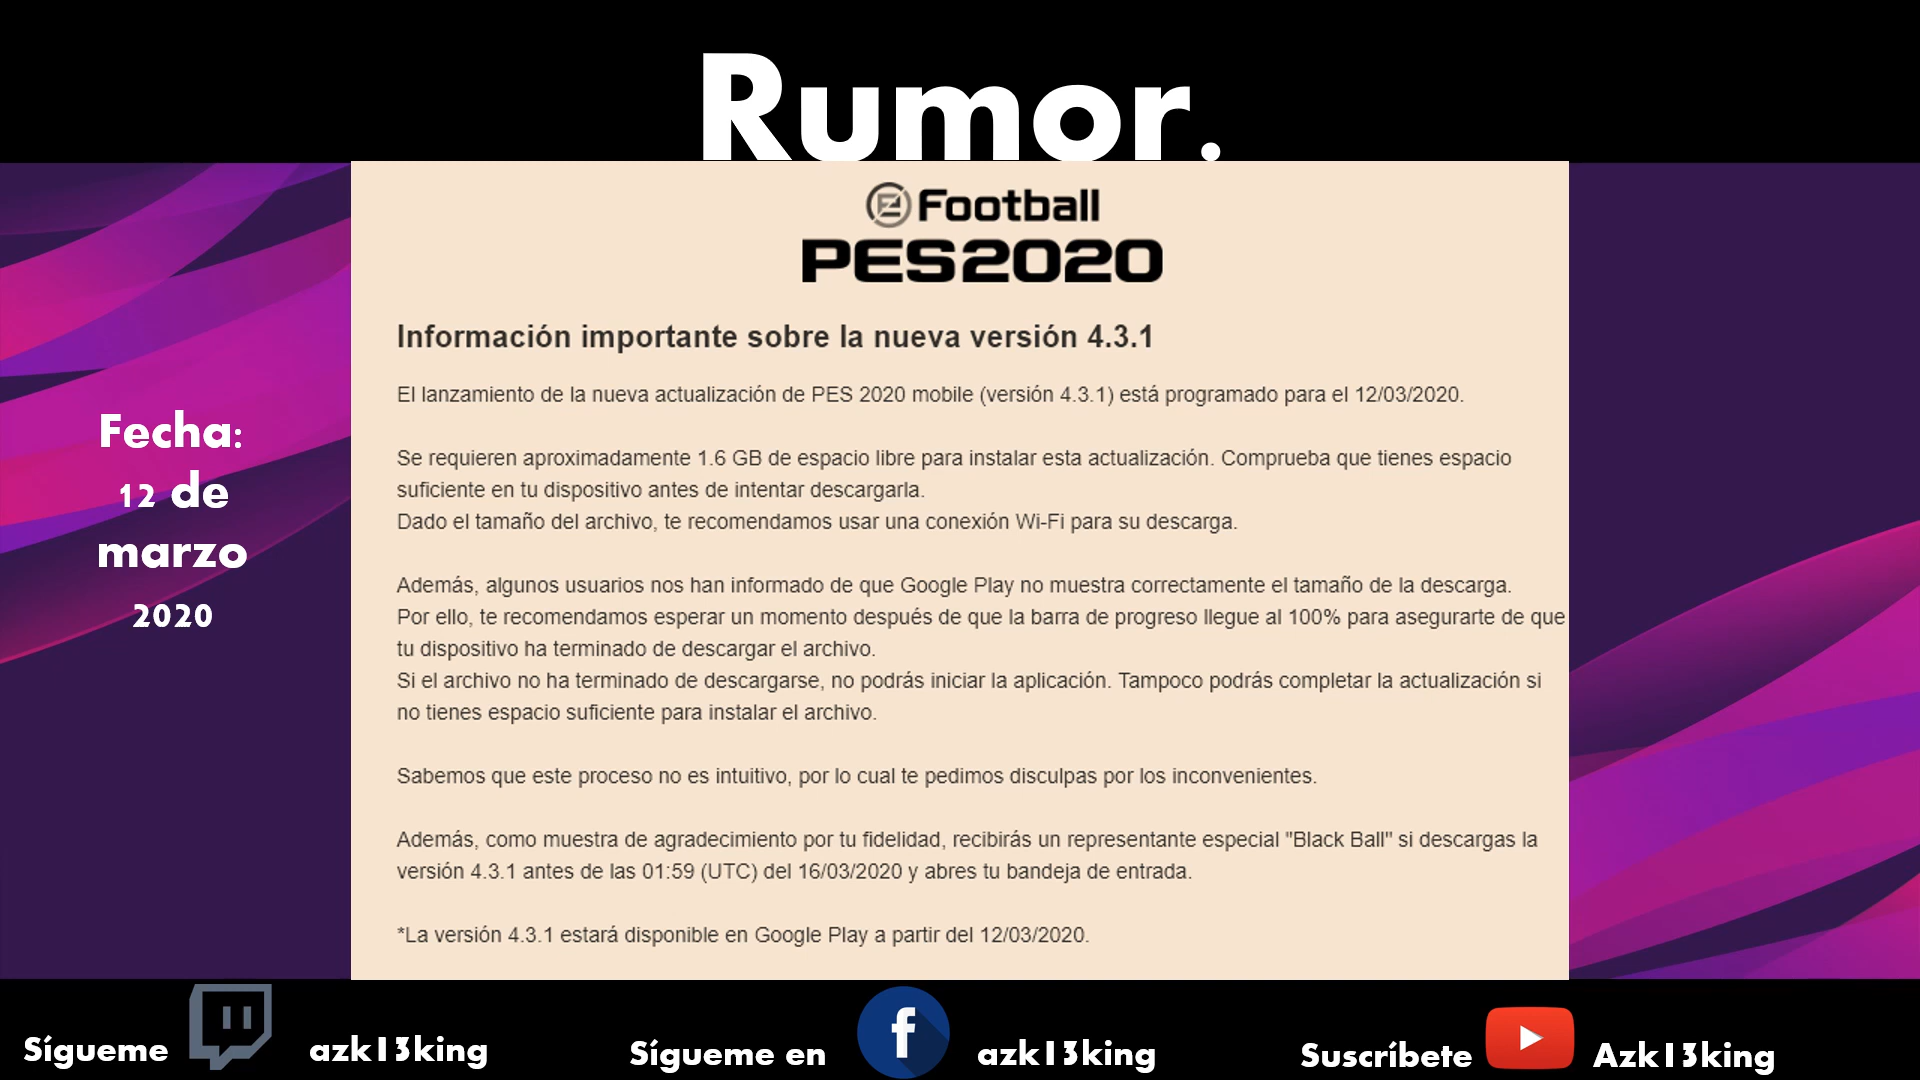 Rumor.
Football
PES2020
Información importante sobre la nueva versión 4.3.1
El lanzamiento de la nueva actualización de PES 2020 mobile (versión 4.3.1) está programado para el 12/03/2020.
Se requieren aproximadamente 1.6 GB de espacio libre para instalar esta actualización. Comprueba que tienes espacio
suficiente en tu dispositivo antes de intentar descargarla.
Dado el tamaño del archivo, te recomendamos usar una conexión Wi-Fi para su descarga.
Además, algunos usuarios nos han informado de que Google Play no muestra correctamente el tamaño de la descarga.
Por ello, te recomendamos esperar un momento después de que la barra de progreso llegue al 100% para asegurarte de que
tu dispositivo ha terminado de descargar el archivo.
Si el archivo no ha terminado de descargarse, no podrás iniciar la aplicación. Tampoco podrás completar la actualización si
no tienes espacio suficiente para instalar el archivo.
Sabemos que este proceso no es intuitivo, por lo cual te pedimos disculpas por los inconvenientes.
Además, como muestra de agradecimiento por tu fidelidad, recibirás un representante especial "Black Ball" si descargas la
versión 4.3.1 antes de las 01:59 (UTC) del 16/03/2020 y abres tu bandeja de entrada.
*La versión 4.3.1 estará disponible en Google Play a partir del 12/03/2020.
Fecha:
12 de
marzo
2020
Sígueme azk13king
Sígueme en f azk13king
Suscríbete Azk13king